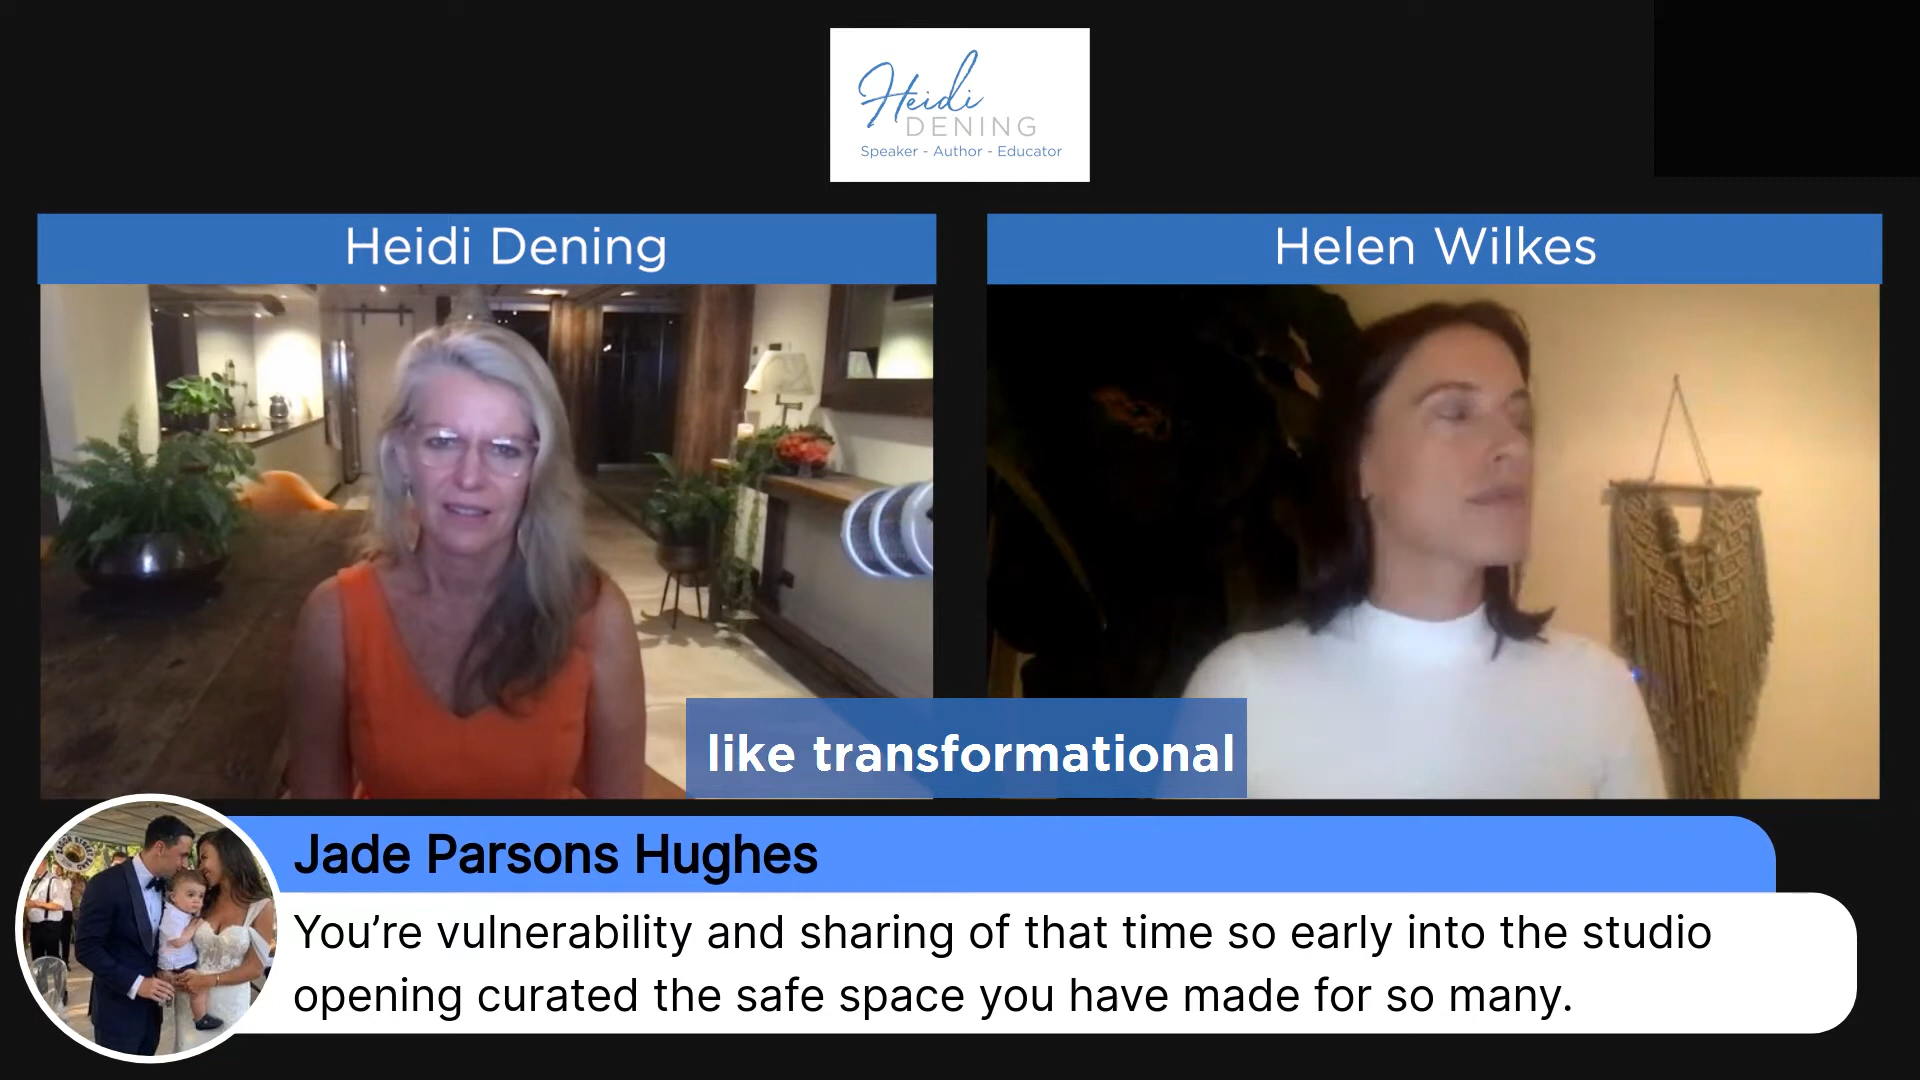 Heidi
DENING
Speaker - Author - Educator
Heidi Dening
Helen Wilkes
like transformational
Jade Parsons Hughes
You’re vulnerability and sharing of that time so early into the studio
opening curated the safe space you have made for so many.